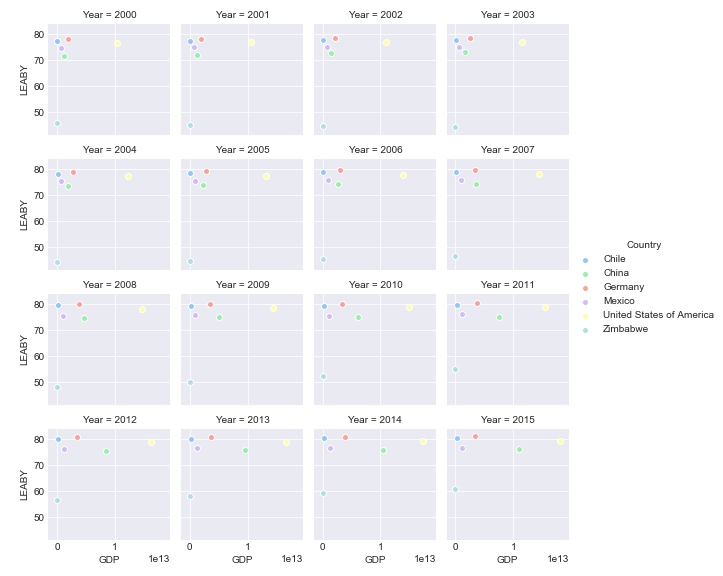 Year = 2000 Year = 2001 Year = 2002 Year = 2003
80
70
LEABY
60
50
Year = 2004 Year = 2005 Year = 2006 Year = 2007
80
70
LEABY
60
50
Country
Chile
China
Germany
Mexico
United States of America
Zimbabwe
Year = 2008 Year = 2009 Year = 2010 Year = 2011
80
70
LEABY
60
50
Year = 2012 Year = 2013 Year = 2014 Year = 2015
80
70
LEABY
60
50
0 1 0 1 0 1 0 1
GDP 1e13 GDP 1e13 GDP 1e13 GDP 1e13